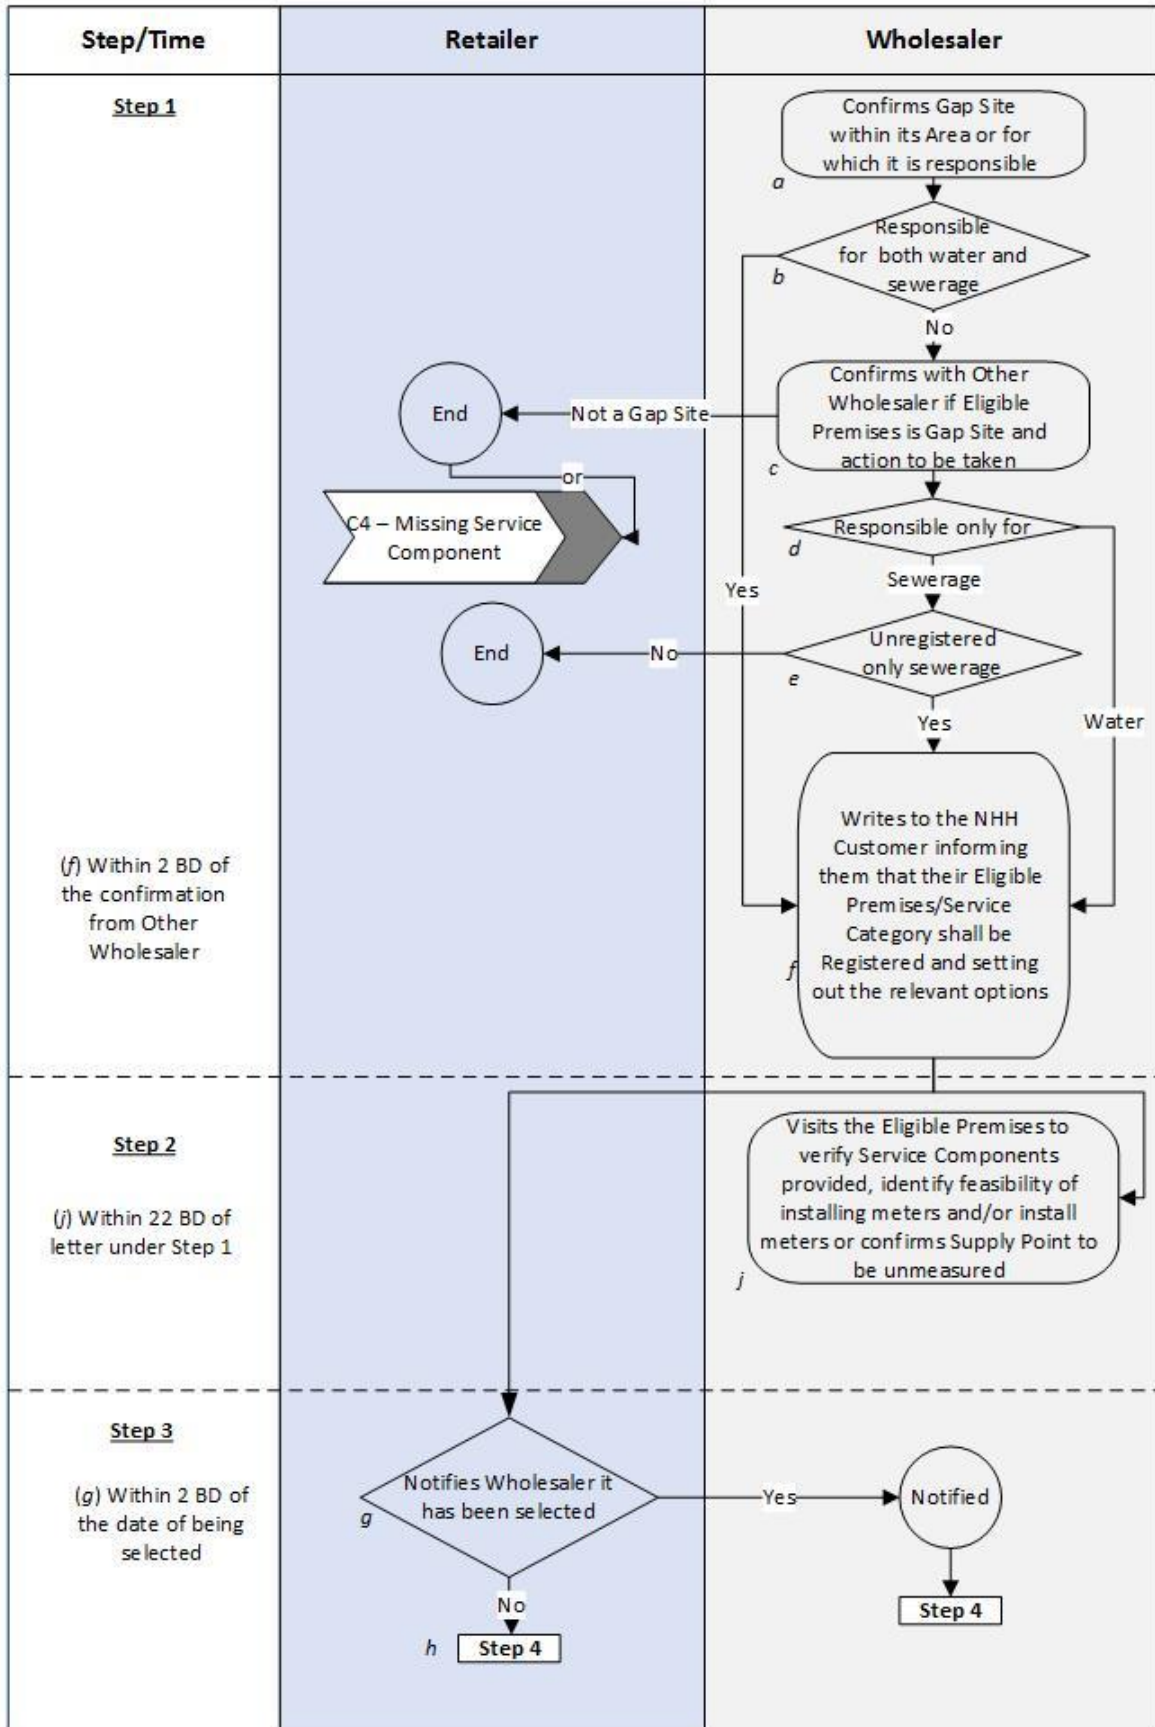 Step/Time
Retailer
Wholesaler
Step 1
Confirms Gap Site
within its Area or for
which it is responsible
a
Responsible
for both water and
sewerage
b
No
Confirms with Other
Wholesaler if Eligible
Premises is Gap Site and
action to be taken
c
Not a Gap Site
End
or
C4 – Missing Service
Component
Responsible only for
d
Sewerage
Yes
Unregistered
only sewerage
e
No
End
Yes
Water
Writes to the NHH
Customer informing
them that their Eligible
Premises/Service
Category shall be
Registered and setting
out the relevant options
f
(f) Within 2 BD of
the confirmation
from Other
Wholesaler
Step 2
(j) Within 22 BD of
letter under Step 1
Visits the Eligible Premises to
verify Service Components
provided, identify feasibility of
installing meters and/or install
meters or confirms Supply Point to
be unmeasured
j
Step 3
(g) Within 2 BD of
the date of being
selected
Notifies Wholesaler it
has been selected
g
Yes
Notified
No
h
Step 4
Step 4